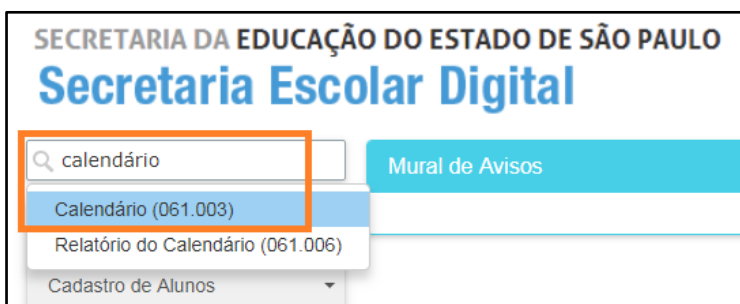 SECRETARIA DA EDUCAÇÃO DO ESTADO DE SÃO PAULO
Secretaria Escolar Digital
calendário
Mural de Avisos
Calendário (061.003)
Relatório do Calendário (061.006)
Cadastro de Alunos